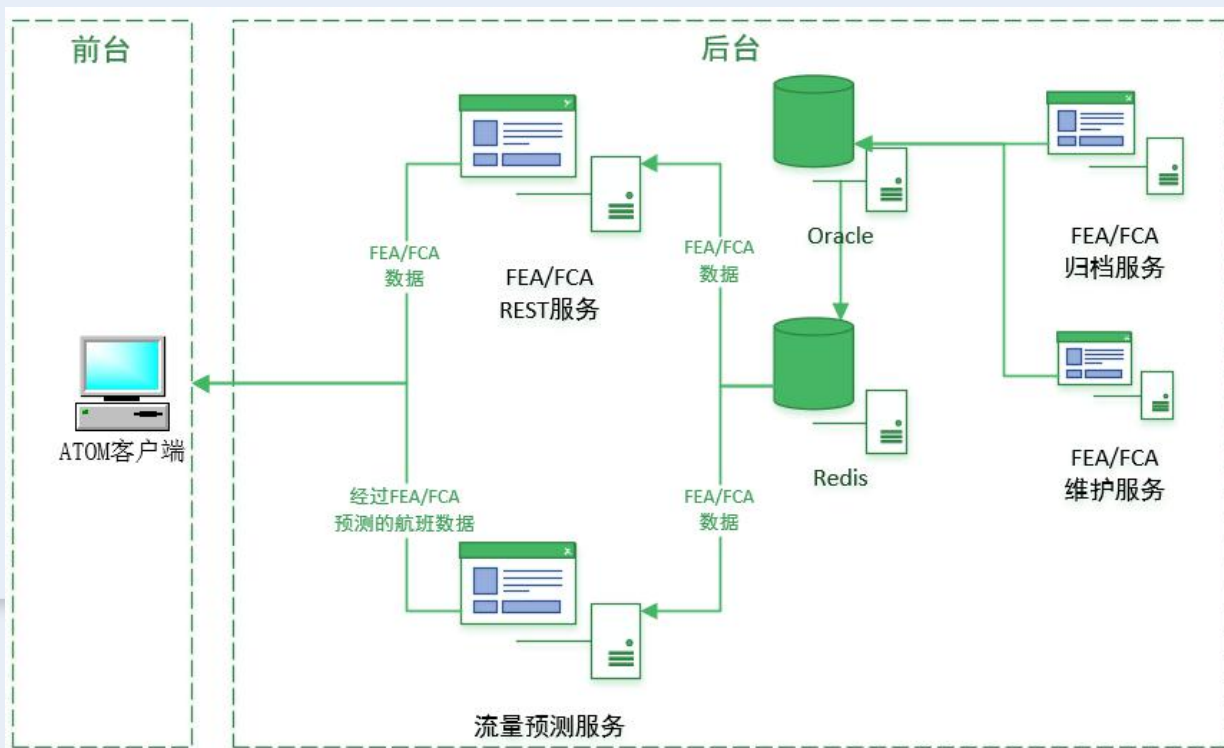 前台
后台
FEA/FCA
数据
FEA/FCA
REST服务
FEA/FCA
数据
Oracle
FEA/FCA
归档服务
ATOM客户端
经过FEA/FCA
预测的航班数据
FEA/FCA
数据
Redis
FEA/FCA
维护服务
流量预测服务